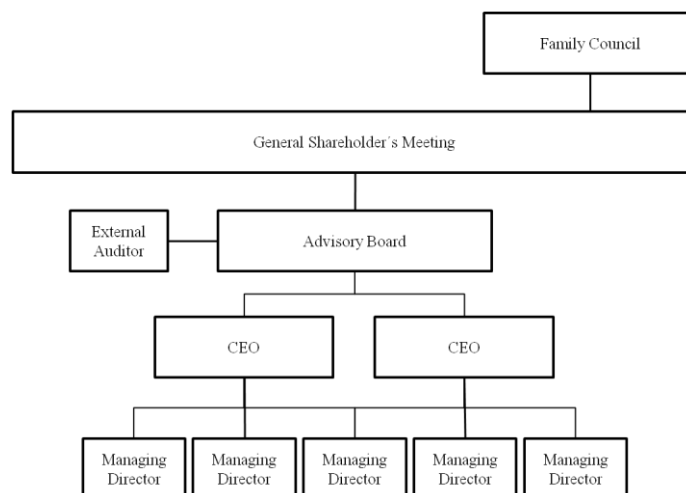 Family Council
General Shareholder´s Meeting
External
Auditor
Advisory Board
CEO
CEO
Managing
Director
Managing
Director
Managing
Director
Managing
Director
Managing
Director